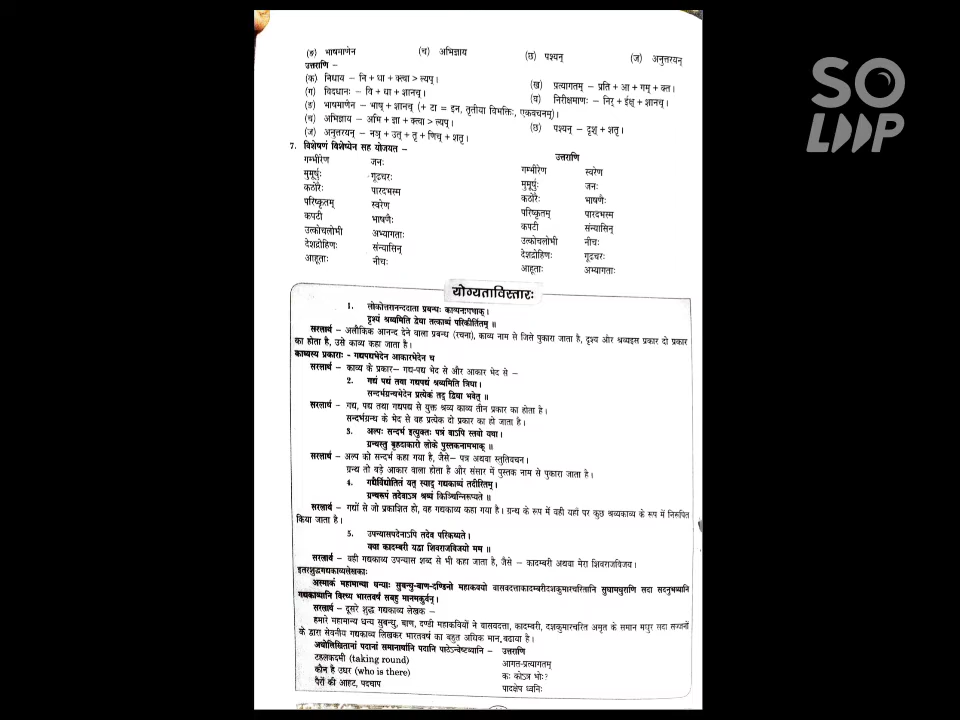 SO
LOOP
(ङ) भाषमाणेन (च) अभिज्ञाय (छ) पश्यन् (ज) अनुत्तरयन्
उत्तराणि –
(क) निधाय – नि + धा + क्त्वा > ल्यप्। (ख) प्रत्यागतम् – प्रति + आ + गम् + क्त।
(ग) विदधानः – वि + धा + शानच्। (घ) निरीक्षमाणः – निर् + ईक्ष् + शानच्।
(ङ) भाषमाणेन – भाष् + शानच् (+ टा = इन, तृतीया विभक्तिः, एकवचनम्)।
(च) अभिज्ञाय – अभि + ज्ञा + क्त्वा > ल्यप्। (छ) पश्यन् – दृश् + शतृ।
(ज) अनुतरयन् – नञ् + उत् + तृ + णिच् + शतृ।
7. विशेषणं विशेष्येन सह योजयत –
उत्तराणि
गम्भीरेण जनः गम्भीरेण स्वरेण
मुमूर्षुः गूढचरः मुमूर्षुः जनः
कठोरैः पारदभस्म कठोरैः भाषणैः
परिष्कृतम् स्वरेण परिष्कृतम् पारदभस्म
कपटी भाषणैः कपटी संन्यासिन्
उत्कोचलोभी अभ्यागताः उत्कोचलोभी नीचः
देशद्रोहिणः संन्यासिन् देशद्रोहिणः गूढचरः
आहूताः नीचः आहूताः अभ्यागताः
योग्यताविस्तारः
1. लोकोत्तरानन्ददाता प्रबन्धः काव्यनामभाक्।
दृश्यं श्रव्यमिति द्वेधा तत्काव्यं परिकीर्तितम्॥
सरलार्थ – अलौकिक आनन्द देने वाला प्रबन्ध (रचना), काव्य नाम से जिसे पुकारा जाता है, दृश्य और श्रव्यइस प्रकार दो प्रकार
का होता है, उसे काव्य कहा जाता है।
काव्यस्य प्रकाराः - गद्यपद्यभेदेन आकारभेदेन च
सरलार्थ – काव्य के प्रकार– गद्य-पद्य भेद से और आकार भेद से –
2. गद्यं पद्यं तथा गद्यपद्यं श्रव्यमिति त्रिधा।
सन्दर्भग्रन्थभेदेन प्रत्येकं तद् द्विधा भवेत्॥
सरलार्थ – गद्य, पद्य तथा गद्यपद्य से युक्त श्रव्य काव्य तीन प्रकार का होता है।
सन्दर्भग्रन्थ के भेद से वह प्रत्येक दो प्रकार का हो जाता है।
3. अल्पः सन्दर्भ इत्युक्तः पत्रं वाऽपि स्तवो यथा।
ग्रन्थस्तु बृहदाकारो लोके पुस्तकनामभाक्॥
सरलार्थ – अल्प को सन्दर्भ कहा गया है, जैसे– पत्र अथवा स्तुतिवचन।
ग्रन्थ तो बड़े आकार वाला होता है और संसार में पुस्तक नाम से पुकारा जाता है।
4. गद्यैर्विद्योतितं यत् स्याद् गद्यकाव्यं तदीरितम्।
ग्रन्थरूपं तदेवाऽत्र श्रव्यं किञ्चिन्निरूप्यते॥
सरलार्थ – गद्यों से जो प्रकाशित हो, वह गद्यकाव्य कहा गया है। ग्रन्थ के रूप में वही यहाँ पर कुछ श्रव्यकाव्य के रूप में निरूपित
किया जाता है।
5. उपन्यासपदेनाऽपि तदेव परिकथ्यते।
यथा कादम्बरी यद्वा शिवराजविजयो मम॥
सरलार्थ – वही गद्यकाव्य उपन्यास शब्द से भी कहा जाता है, जैसे – कादम्बरी अथवा मेरा शिवराजविजय।
इतरशुद्धगद्यकाव्यलेखकाः
अस्माकं महामान्या धन्याः सुबन्धु-बाण-दण्डिनो महाकवयो वासवदत्ताकादम्बरीदशकुमारचरितानि सुधामधुराणि सदा सदनुभव्यानि
गद्यकाव्यानि विरच्य भारतवर्षं सबहु मानमकुर्वन्।
सरलार्थ – दूसरे शुद्ध गद्यकाव्य लेखक –
हमारे महामान्य धन्य सुबन्धु, बाण, दण्डी महाकवियों ने वासवदत्ता, कादम्बरी, दशकुमारचरित अमृत के समान मधुर सदा सज्जनों
के द्वारा सेवनीय गद्यकाव्य लिखकर भारतवर्ष का बहुत अधिक मान बढ़ाया है।
अधोलिखितानां पदानां समानार्थानि पदानि पाठेऽन्वेष्टव्यानि – उत्तराणि
टहलकदमी (taking round) आगत-प्रत्यागतम्
कौन है उधर (who is there) कः कोऽत्र भोः?
पैरों की आहट, पदचाप पादक्षेप ध्वनिः